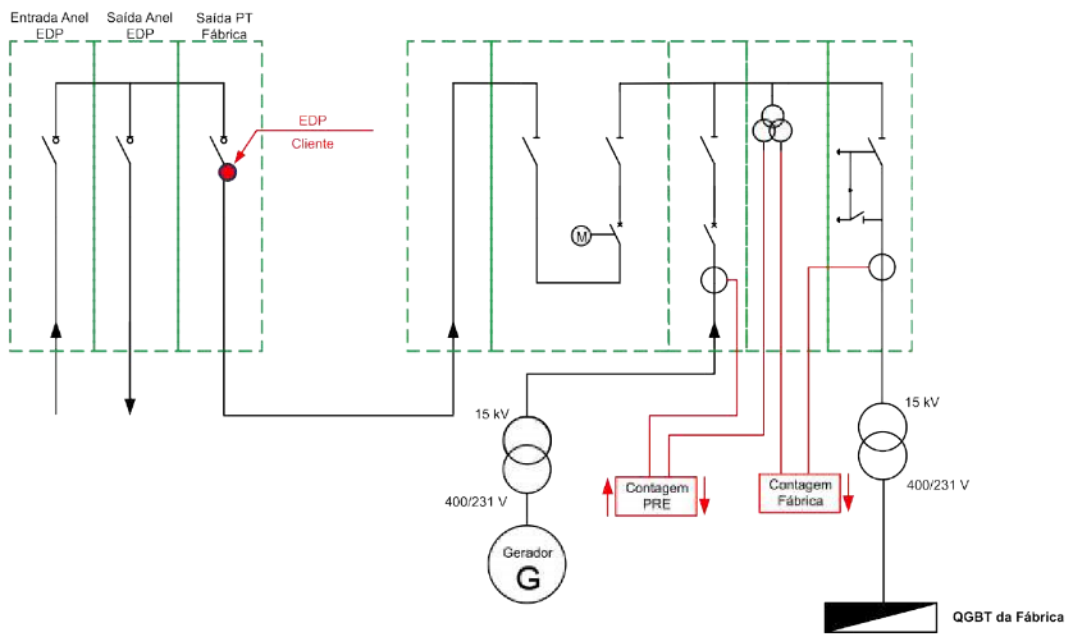 Entrada Anel
EDP
Saída Anel
EDP
Saída PT
Fábrica
EDP
Cliente
M
15 kV
400/231 V
Gerador
G
Contagem
PRE
Contagem
Fábrica
15 kV
400/231 V
QGBT da Fábrica